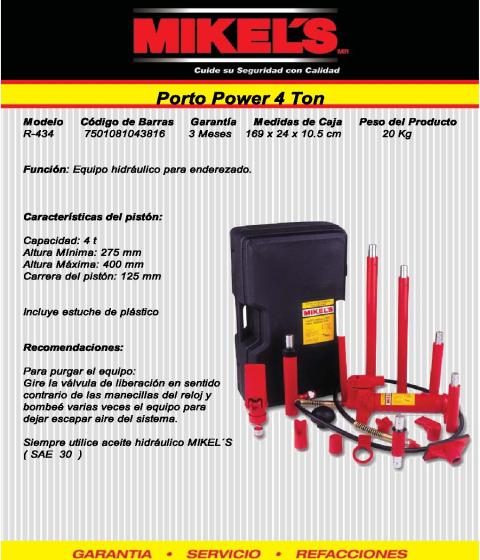 MIKEL'S MR
Cuide su Seguridad con Calidad
Porto Power 4 Ton
Modelo Código de Barras Garantía Medidas de Caja Peso del Producto
R-434 7501081043816 3 Meses 169 x 24 x 10.5 cm 20 Kg
Función: Equipo hidráulico para enderezado.
Características del pistón:
Capacidad: 4 t
Altura Mínima: 275 mm
Altura Máxima: 400 mm
Carrera del pistón: 125 mm
Incluye estuche de plástico
Recomendaciones:
Para purgar el equipo:
Gire la válvula de liberación en sentido
contrario de las manecillas del reloj y
bombeé varias veces el equipo para
dejar escapar aire del sistema.
Siempre utilice aceite hidráulico MIKEL´S
( SAE 30 )
MIKEL'S
GARANTIA • SERVICIO • REFACCIONES